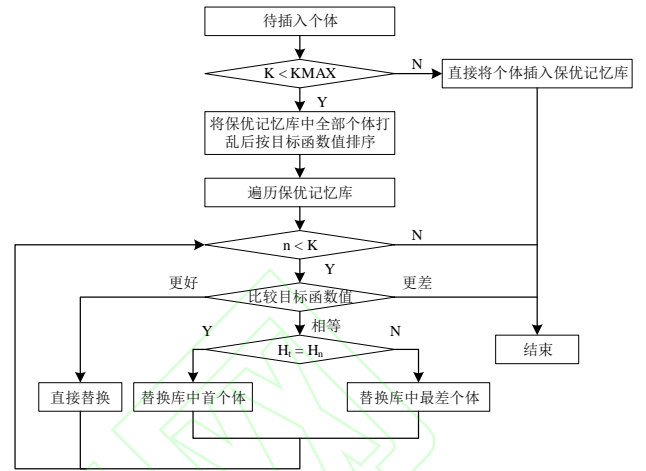 待插入个体
K < KMAX
N
直接将个体插入保优记忆库
Y
将保优记忆库中全部个体打
乱后按目标函数值排序
遍历保优记忆库
n < K
N
Y
更好
比较目标函数值
更差
相等
Y
N
Ht = Hn
结束
直接替换
替换库中首个体
替换库中最差个体